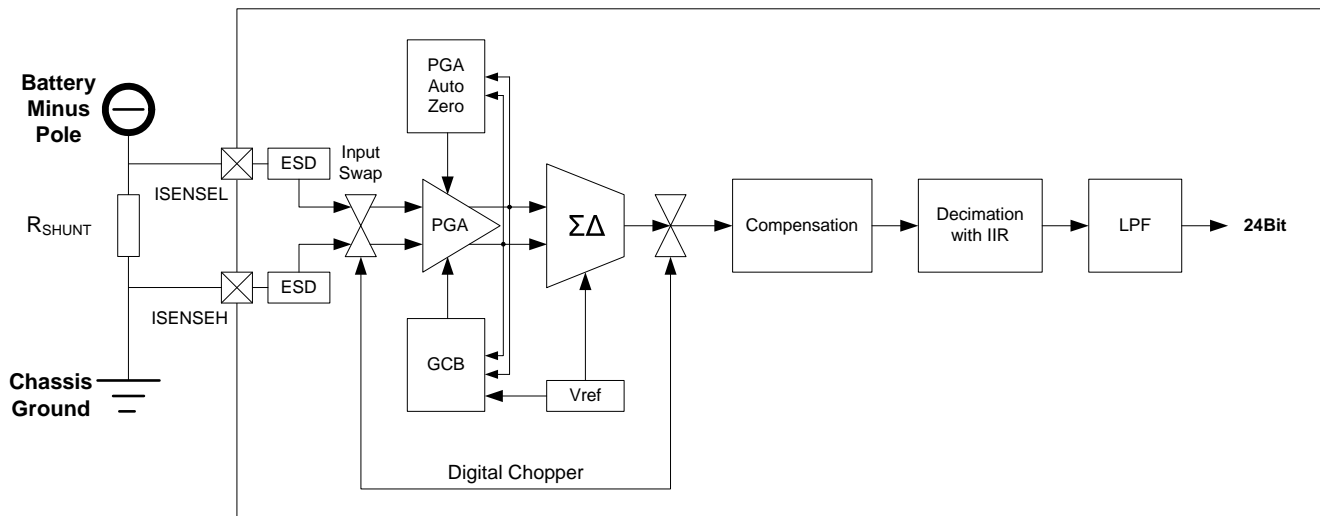 Battery
Minus
Pole
ISENSEL
R_SHUNT
ISENSEH
Chassis
Ground
ESD
ESD
Input
Swap
PGA
Auto
Zero
PGA
GCB
ΣΔ
Vref
Digital Chopper
Compensation
Decimation
with IIR
LPF
24Bit